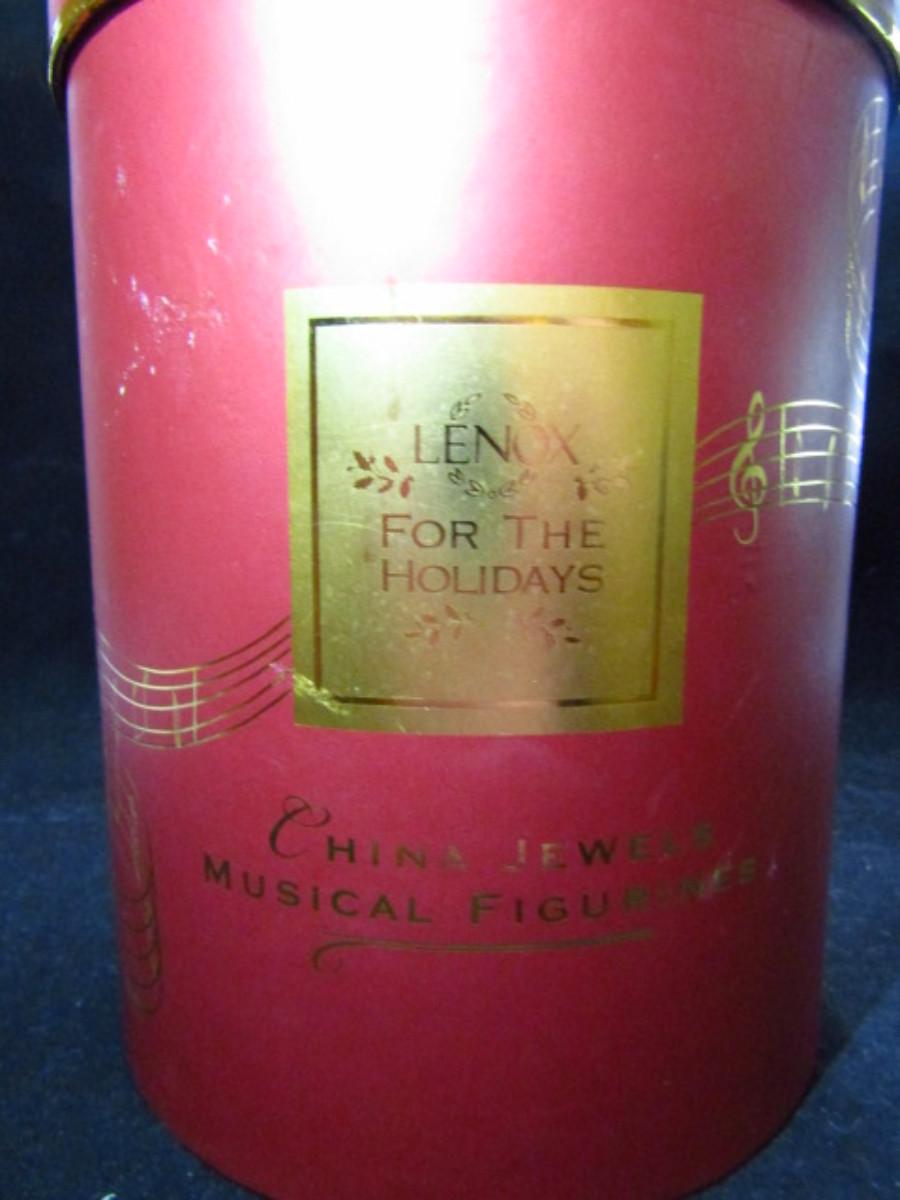 LENOX
FOR THE
HOLIDAYS
CHINA JEWELS
MUSICAL FIGURINES